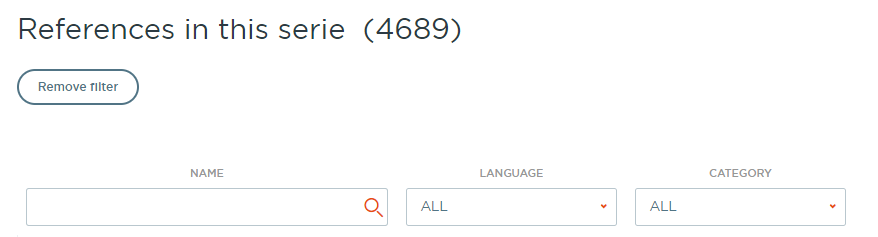 References in this serie (4689)
Remove filter
NAME LANGUAGE CATEGORY
ALL ALL